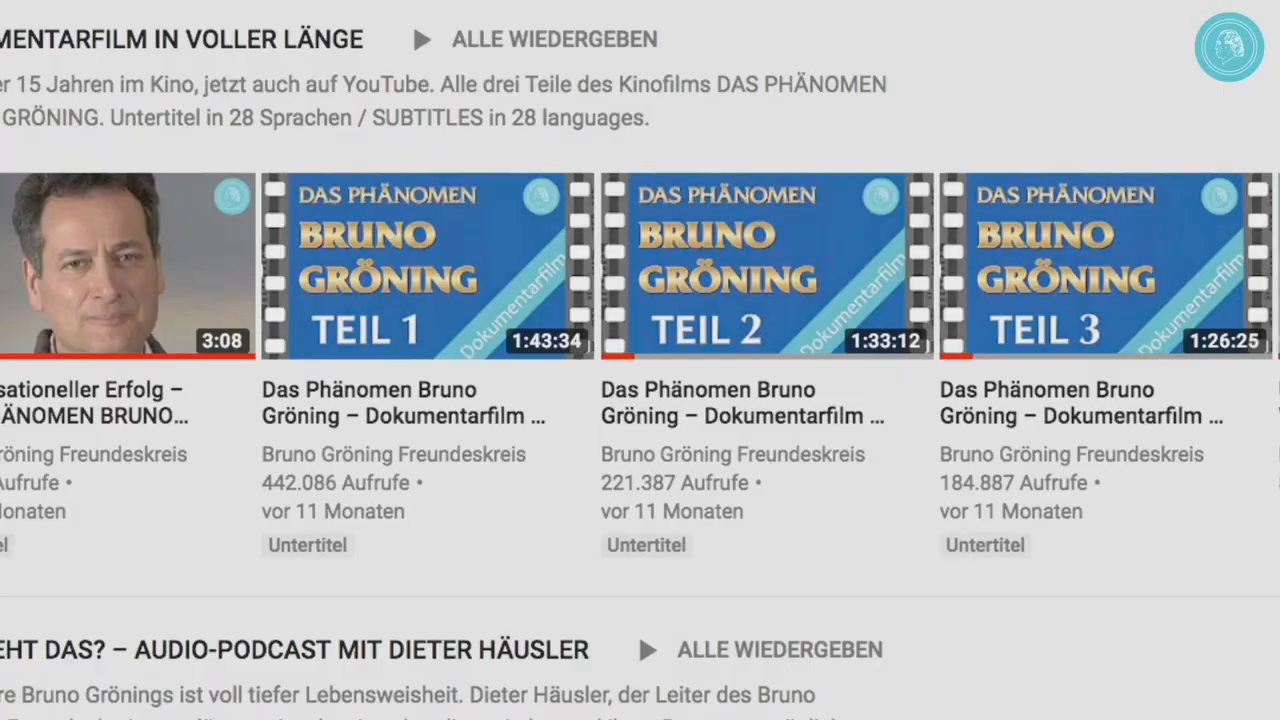 MENTARFILM IN VOLLER LÄNGE ALLE WIEDERGEBEN
er 15 Jahren im Kino, jetzt auch auf YouTube. Alle drei Teile des Kinofilms DAS PHÄNOMEN
GRÖNING. Untertitel in 28 Sprachen / SUBTITLES in 28 languages.
3:08
DAS PHÄNOMEN
BRUNO
GRÖNING
TEIL 1
Dokumentarfilm
1:43:34
DAS PHÄNOMEN
BRUNO
GRÖNING
TEIL 2
Dokumentarfilm
1:33:12
DAS PHÄNOMEN
BRUNO
GRÖNING
TEIL 3
Dokumentarfilm
1:26:25
sationeller Erfolg –
ÄNOMEN BRUNO...
röning Freundeskreis
Aufrufe •
Monaten
el
Das Phänomen Bruno
Gröning – Dokumentarfilm ...
Bruno Gröning Freundeskreis
442.086 Aufrufe •
vor 11 Monaten
Untertitel
Das Phänomen Bruno
Gröning – Dokumentarfilm ...
Bruno Gröning Freundeskreis
221.387 Aufrufe •
vor 11 Monaten
Untertitel
Das Phänomen Bruno
Gröning – Dokumentarfilm ...
Bruno Gröning Freundeskreis
184.887 Aufrufe •
vor 11 Monaten
Untertitel
EHT DAS? – AUDIO-PODCAST MIT DIETER HÄUSLER ALLE WIEDERGEBEN
re Bruno Grönings ist voll tiefer Lebensweisheit. Dieter Häusler, der Leiter des Bruno